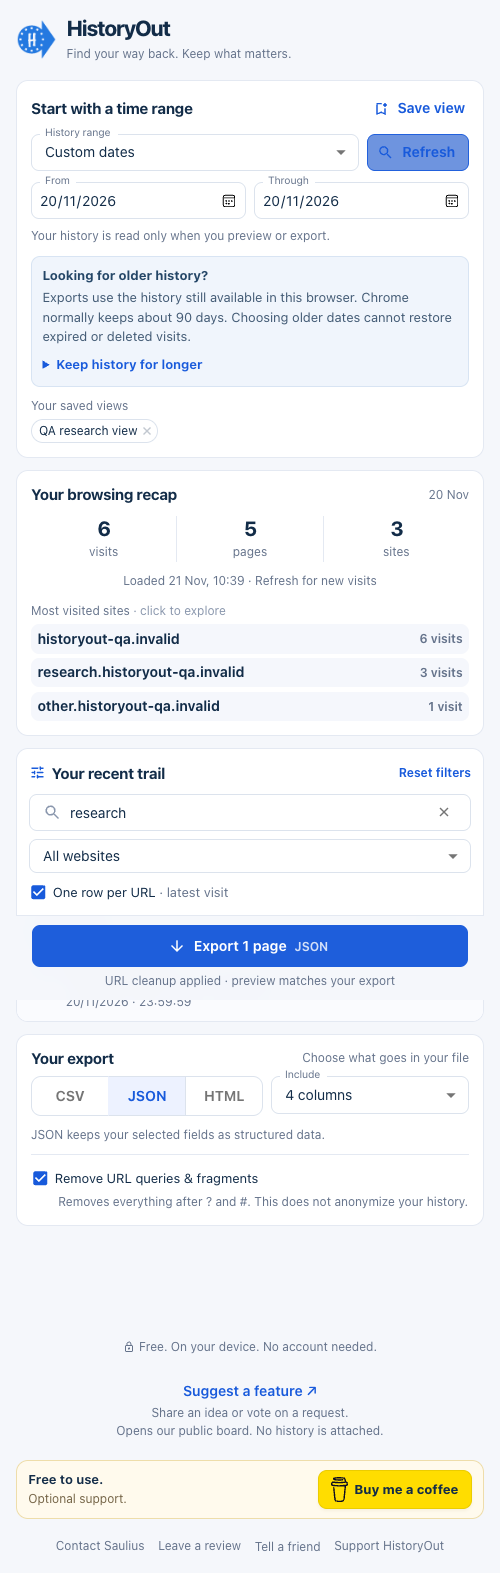 HistoryOut
Find your way back. Keep what matters.
Start with a time range
Save view
History range
Custom dates
Refresh
From
20/11/2026
Through
20/11/2026
Your history is read only when you preview or export.
Looking for older history?
Exports use the history still available in this browser. Chrome
normally keeps about 90 days. Choosing older dates cannot restore
expired or deleted visits.
Keep history for longer
Your saved views
QA research view
Your browsing recap
20 Nov
6
visits
5
pages
3
sites
Loaded 21 Nov, 10:39 · Refresh for new visits
Most visited sites · click to explore
historyout-qa.invalid
6 visits
research.historyout-qa.invalid
3 visits
other.historyout-qa.invalid
1 visit
Your recent trail
Reset filters
research
All websites
One row per URL · latest visit
Export 1 page JSON
URL cleanup applied · preview matches your export
20/11/2026 · 23:59:59
Your export
Choose what goes in your file
CSV
JSON
HTML
Include
4 columns
JSON keeps your selected fields as structured data.
Remove URL queries & fragments
Removes everything after ? and #. This does not anonymize your history.
Free. On your device. No account needed.
Suggest a feature ↗
Share an idea or vote on a request.
Opens our public board. No history is attached.
Free to use.
Optional support.
Buy me a coffee
Contact Saulius
Leave a review
Tell a friend
Support HistoryOut